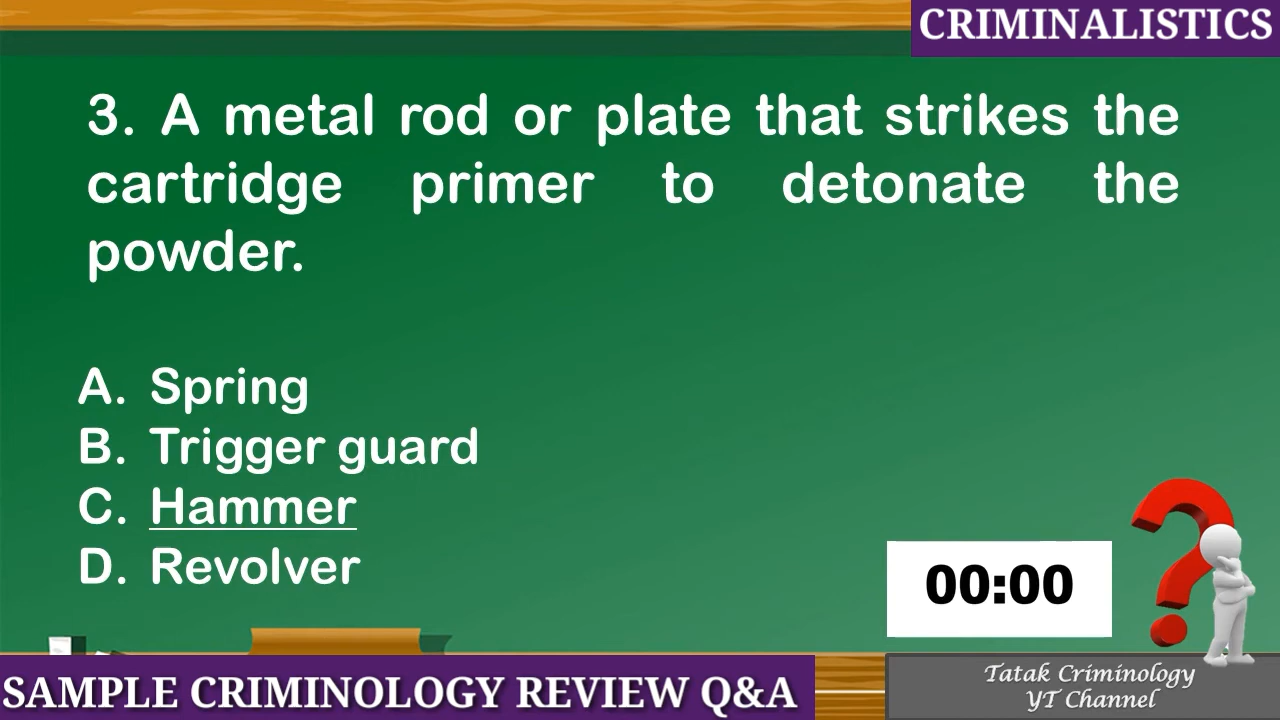 CRIMINALISTICS
3. A metal rod or plate that strikes the
cartridge primer to detonate the
powder.
A. Spring
B. Trigger guard
C. Hammer
D. Revolver
00:00
SAMPLE CRIMINOLOGY REVIEW Q&A
Tatak Criminology
YT Channel